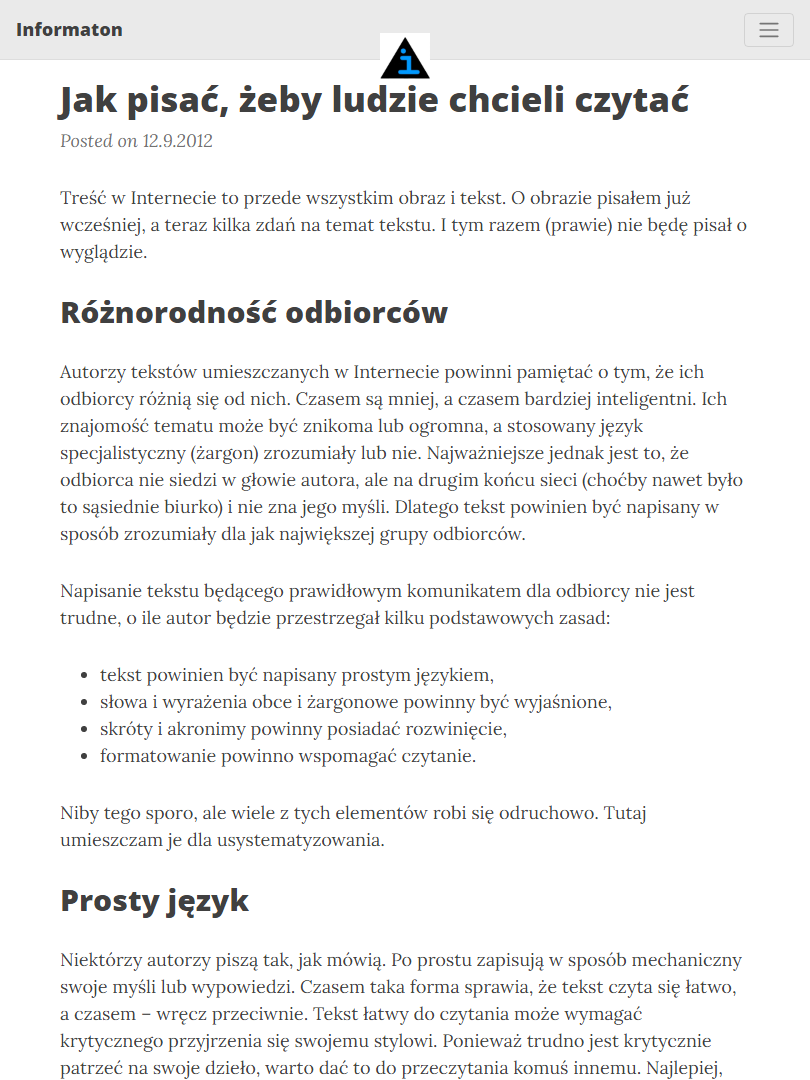 Informaton
i
Jak pisać, żeby ludzie chcieli czytać
Posted on 12.9.2012
Treść w Internecie to przede wszystkim obraz i tekst. O obrazie pisałem już
wcześniej, a teraz kilka zdań na temat tekstu. I tym razem (prawie) nie będę pisał o
wyglądzie.
Różnorodność odbiorców
Autorzy tekstów umieszczanych w Internecie powinni pamiętać o tym, że ich
odbiorcy różnią się od nich. Czasem są mniej, a czasem bardziej inteligentni. Ich
znajomość tematu może być znikoma lub ogromna, a stosowany język
specjalistyczny (żargon) zrozumiały lub nie. Najważniejsze jednak jest to, że
odbiorca nie siedzi w głowie autora, ale na drugim końcu sieci (choćby nawet było
to sąsiednie biurko) i nie zna jego myśli. Dlatego tekst powinien być napisany w
sposób zrozumiały dla jak największej grupy odbiorców.
Napisanie tekstu będącego prawidłowym komunikatem dla odbiorcy nie jest
trudne, o ile autor będzie przestrzegał kilku podstawowych zasad:
• tekst powinien być napisany prostym językiem,
• słowa i wyrażenia obce i żargonowe powinny być wyjaśnione,
• skróty i akronimy powinny posiadać rozwinięcie,
• formatowanie powinno wspomagać czytanie.
Niby tego sporo, ale wiele z tych elementów robi się odruchowo. Tutaj
umieszczam je dla usystematyzowania.
Prosty język
Niektórzy autorzy piszą tak, jak mówią. Po prostu zapisują w sposób mechaniczny
swoje myśli lub wypowiedzi. Czasem taka forma sprawia, że tekst czyta się łatwo,
a czasem – wręcz przeciwnie. Tekst łatwy do czytania może wymagać
krytycznego przyjrzenia się swojemu stylowi. Ponieważ trudno jest krytycznie
patrzeć na swoje dzieło, warto dać to do przeczytania komuś innemu. Najlepiej,